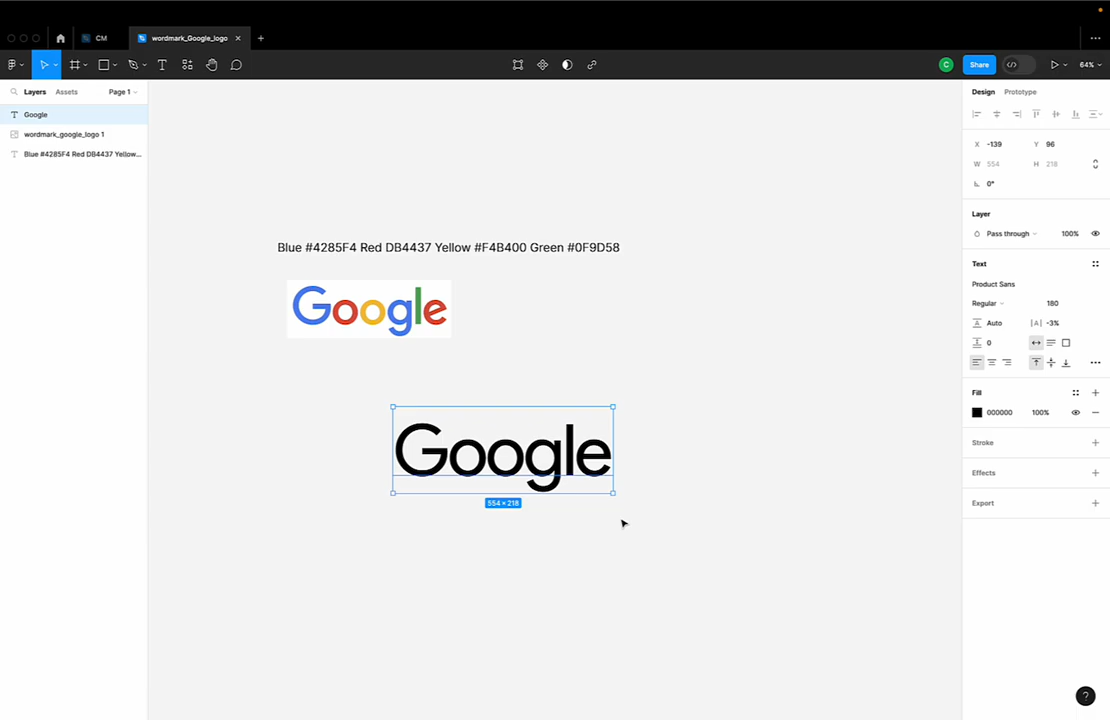 CM
wordmark_Google_logo
Share
64%
Layers
Assets
Page 1
Google
wordmark_google_logo 1
Blue #4285F4 Red DB4437 Yellow...
Blue #4285F4 Red DB4437 Yellow #F4B400 Green #0F9D58
Google
Google
554 × 218
C
Design
Prototype
X -139
Y 96
W 554
H 218
0°
Layer
Pass through
100%
Text
Product Sans
Regular
180
A Auto
|A| -3%
0
Fill
000000
100%
Stroke
Effects
Export
?